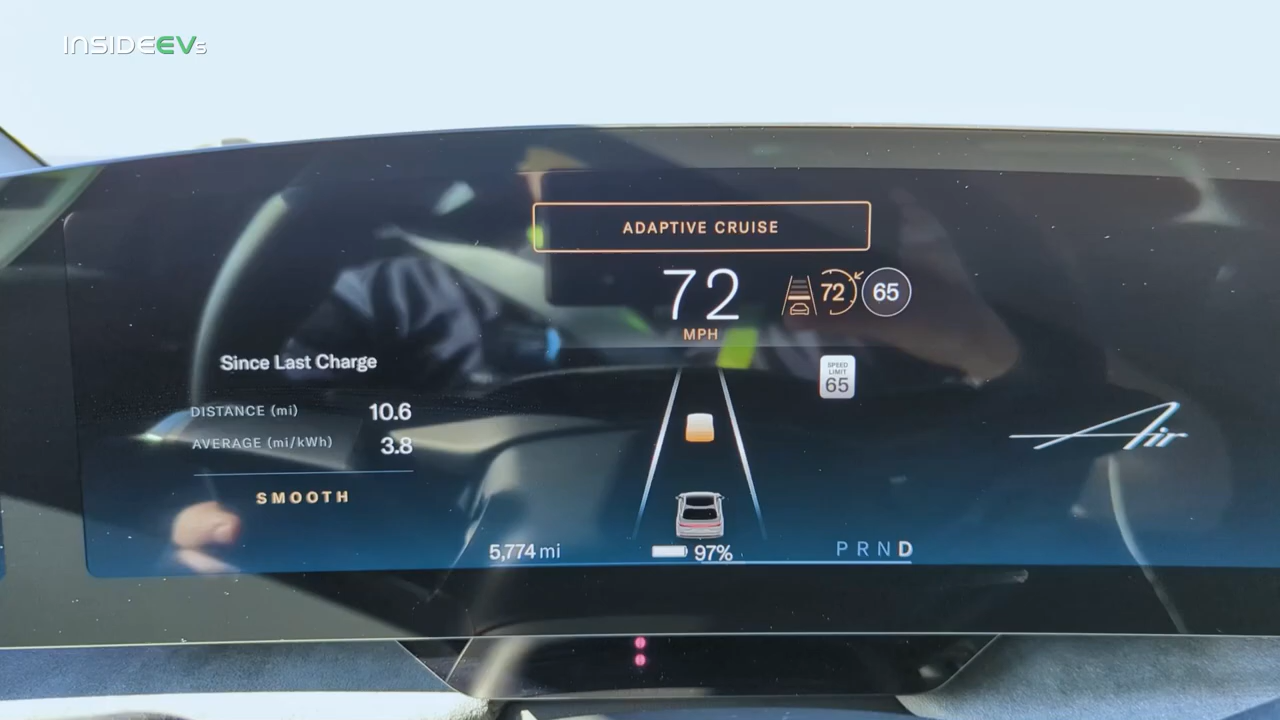 INSIDEEVs
ADAPTIVE CRUISE
72
MPH
72
65
Since Last Charge
DISTANCE (mi) 10.6
AVERAGE (mi/kWh) 3.8
SMOOTH
SPEED
LIMIT
65
Air
5,774 mi
97%
P R N D